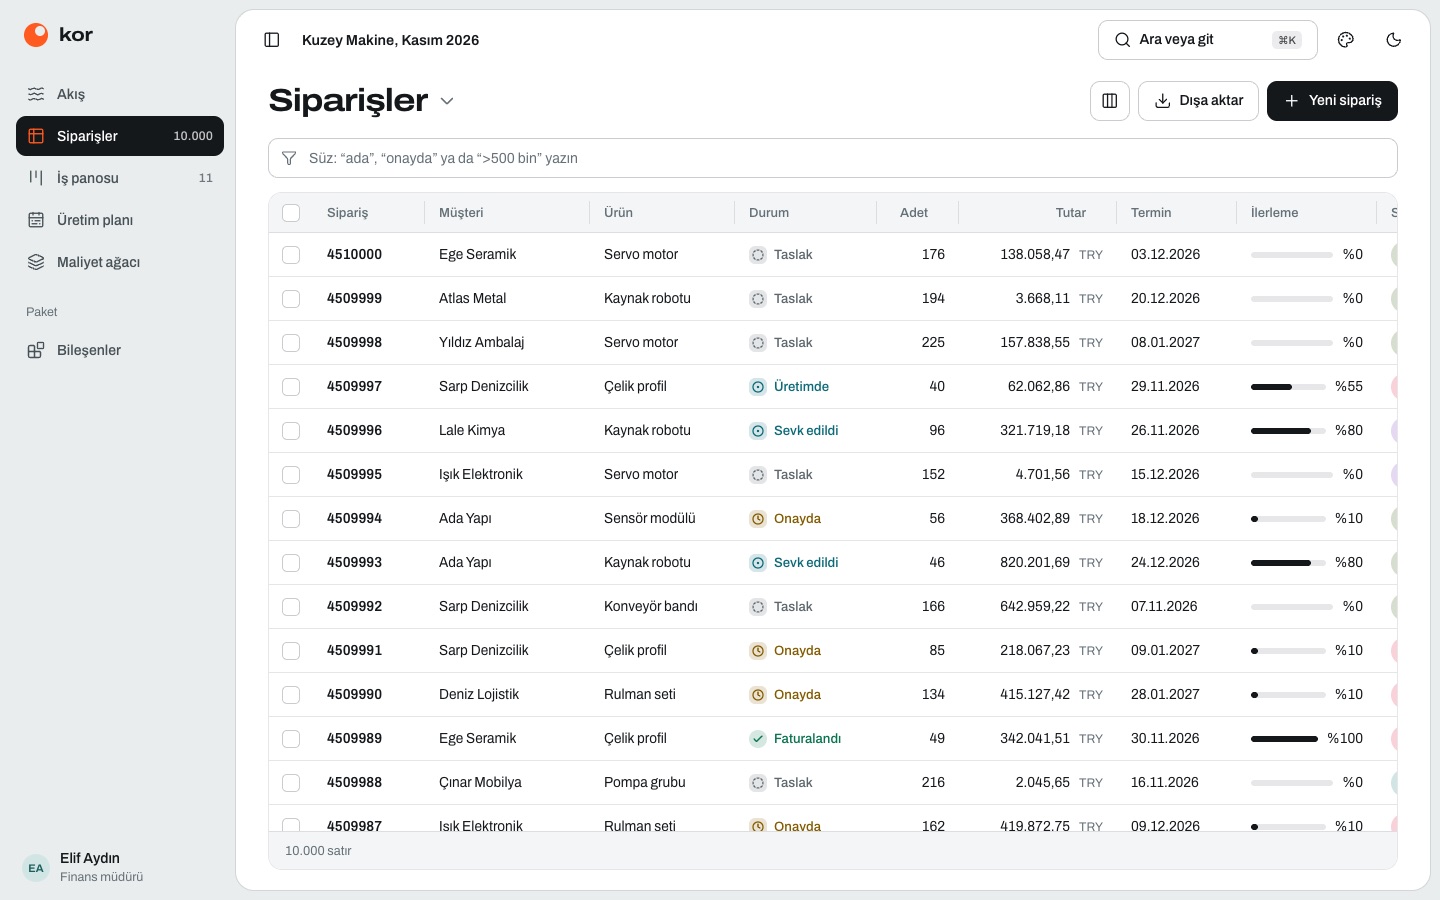 kor
Kuzey Makine, Kasım 2026
Ara veya git ⌘K
Akış
Siparişler 10.000
İş panosu 11
Üretim planı
Maliyet ağacı
Paket
Bileşenler
Elif Aydın
EA
Finans müdürü
Siparişler
Dışa aktar
Yeni sipariş
Süz: “ada”, “onayda” ya da “>500 bin” yazın
Sipariş Müşteri Ürün Durum Adet Tutar Termin İlerleme
4510000 Ege Seramik Servo motor Taslak 176 138.058,47 TRY 03.12.2026 %0
4509999 Atlas Metal Kaynak robotu Taslak 194 3.668,11 TRY 20.12.2026 %0
4509998 Yıldız Ambalaj Servo motor Taslak 225 157.838,55 TRY 08.01.2027 %0
4509997 Sarp Denizcilik Çelik profil Üretimde 40 62.062,86 TRY 29.11.2026 %55
4509996 Lale Kimya Kaynak robotu Sevk edildi 96 321.719,18 TRY 26.11.2026 %80
4509995 Işık Elektronik Servo motor Taslak 152 4.701,56 TRY 15.12.2026 %0
4509994 Ada Yapı Sensör modülü Onayda 56 368.402,89 TRY 18.12.2026 %10
4509993 Ada Yapı Kaynak robotu Sevk edildi 46 820.201,69 TRY 24.12.2026 %80
4509992 Sarp Denizcilik Konveyör bandı Taslak 166 642.959,22 TRY 07.11.2026 %0
4509991 Sarp Denizcilik Çelik profil Onayda 85 218.067,23 TRY 09.01.2027 %10
4509990 Deniz Lojistik Rulman seti Onayda 134 415.127,42 TRY 28.01.2027 %10
4509989 Ege Seramik Çelik profil Faturalandı 49 342.041,51 TRY 30.11.2026 %100
4509988 Çınar Mobilya Pompa grubu Taslak 216 2.045,65 TRY 16.11.2026 %0
4509987 Işık Elektronik Rulman seti Onayda 162 419.872,75 TRY 09.12.2026 %10
10.000 satır